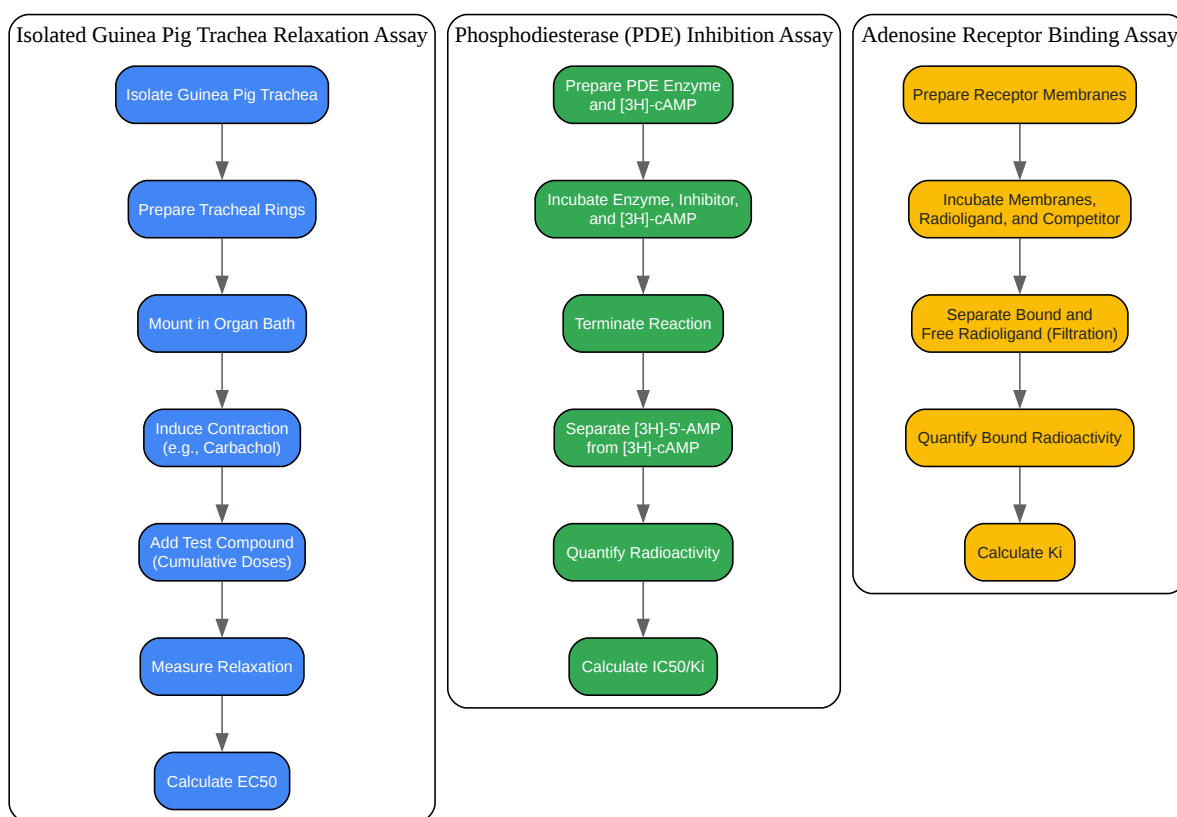 Isolated Guinea Pig Trachea Relaxation Assay
Isolate Guinea Pig Trachea
Prepare Tracheal Rings
Mount in Organ Bath
Induce Contraction
(e.g., Carbachol)
Add Test Compound
(Cumulative Doses)
Measure Relaxation
Calculate EC50
Phosphodiesterase (PDE) Inhibition Assay
Prepare PDE Enzyme
and [3H]-cAMP
Incubate Enzyme, Inhibitor,
and [3H]-cAMP
Terminate Reaction
Separate [3H]-5'-AMP
from [3H]-cAMP
Quantify Radioactivity
Calculate IC50/Ki
Adenosine Receptor Binding Assay
Prepare Receptor Membranes
Incubate Membranes,
Radioligand, and Competitor
Separate Bound and
Free Radioligand (Filtration)
Quantify Bound Radioactivity
Calculate Ki